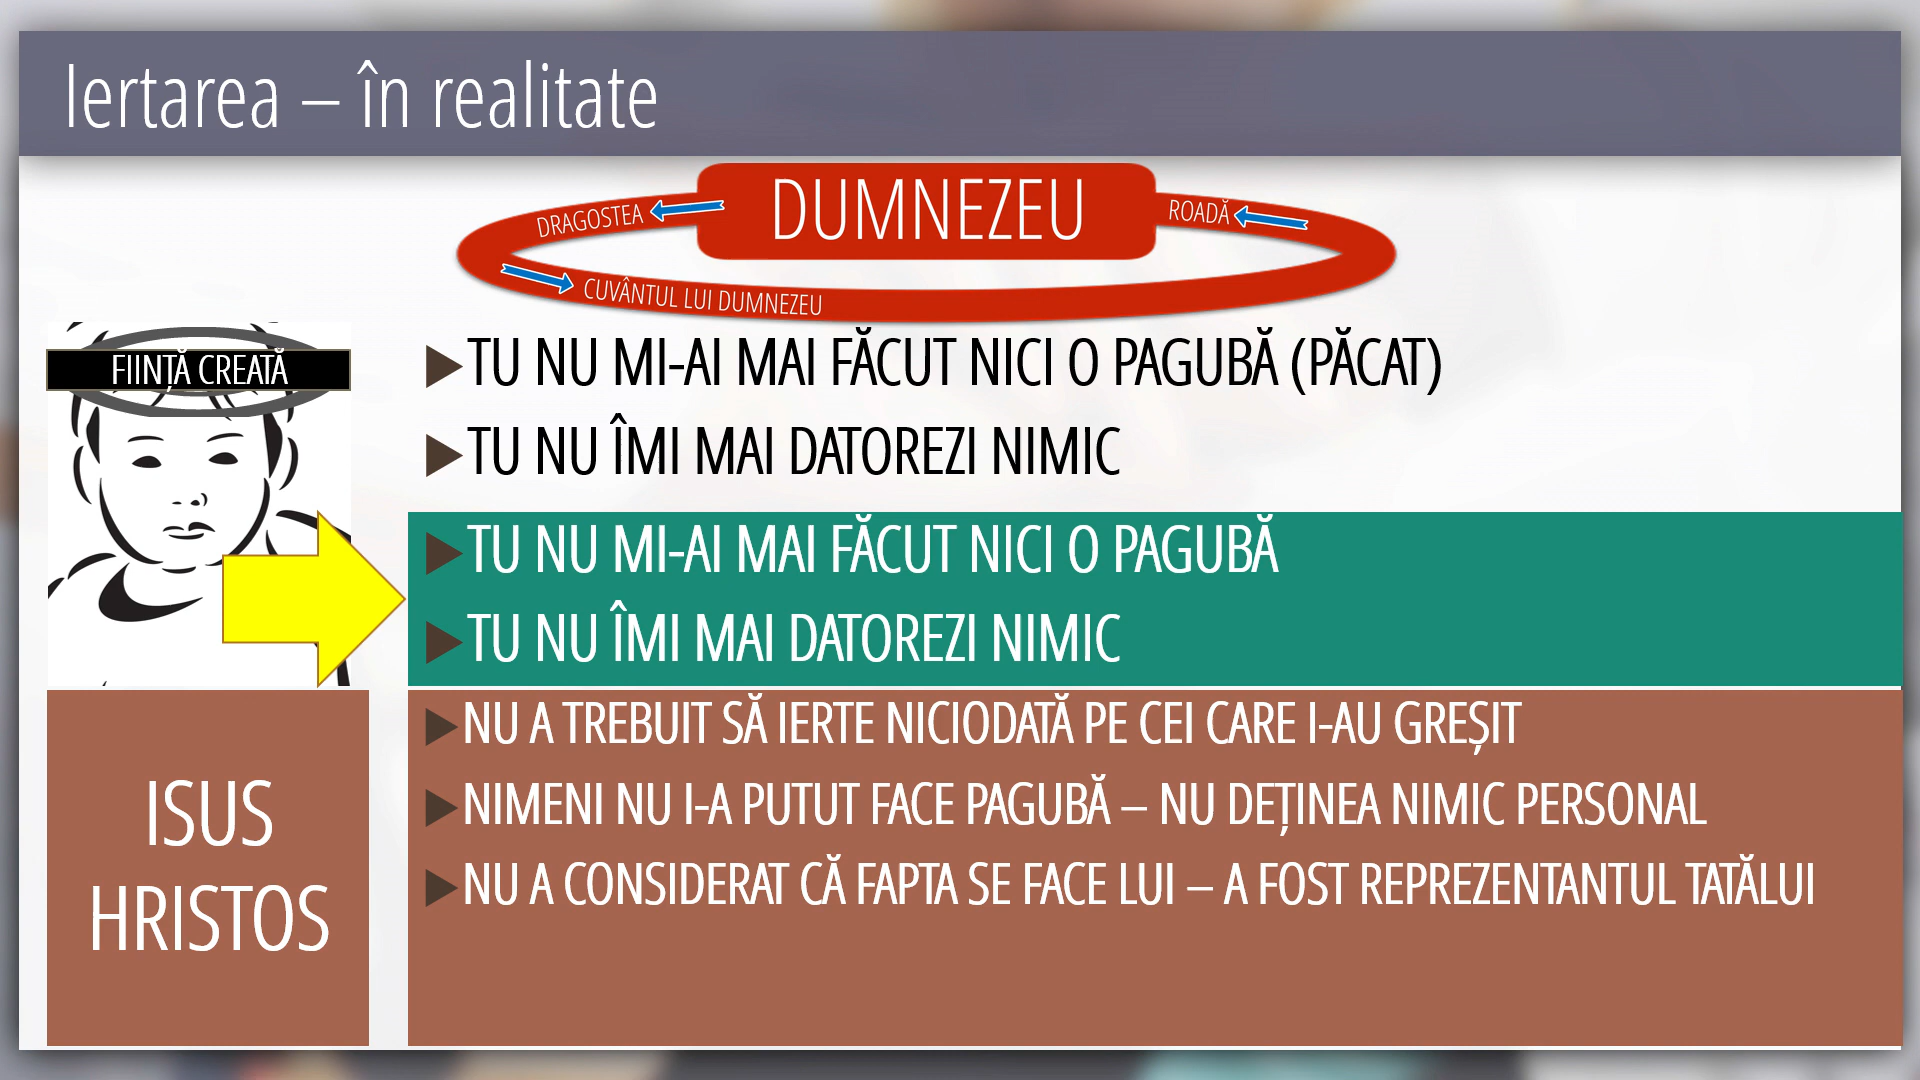 Iertarea – în realitate
DUMNEZEU
DRAGOSTEA
ROADĂ
CUVÂNTUL LUI DUMNEZEU
FIINȚĂ CREATĂ
TU NU MI-AI MAI FĂCUT NICI O PAGUBĂ (PĂCAT)
TU NU ÎMI MAI DATOREZI NIMIC
TU NU MI-AI MAI FĂCUT NICI O PAGUBĂ
TU NU ÎMI MAI DATOREZI NIMIC
ISUS
HRISTOS
NU A TREBUIT SĂ IERTE NICIODATĂ PE CEI CARE I-AU GREȘIT
NIMENI NU I-A PUTUT FACE PAGUBĂ – NU DEȚINEA NIMIC PERSONAL
NU A CONSIDERAT CĂ FAPTA SE FACE LUI – A FOST REPREZENTANTUL TATĂLUI